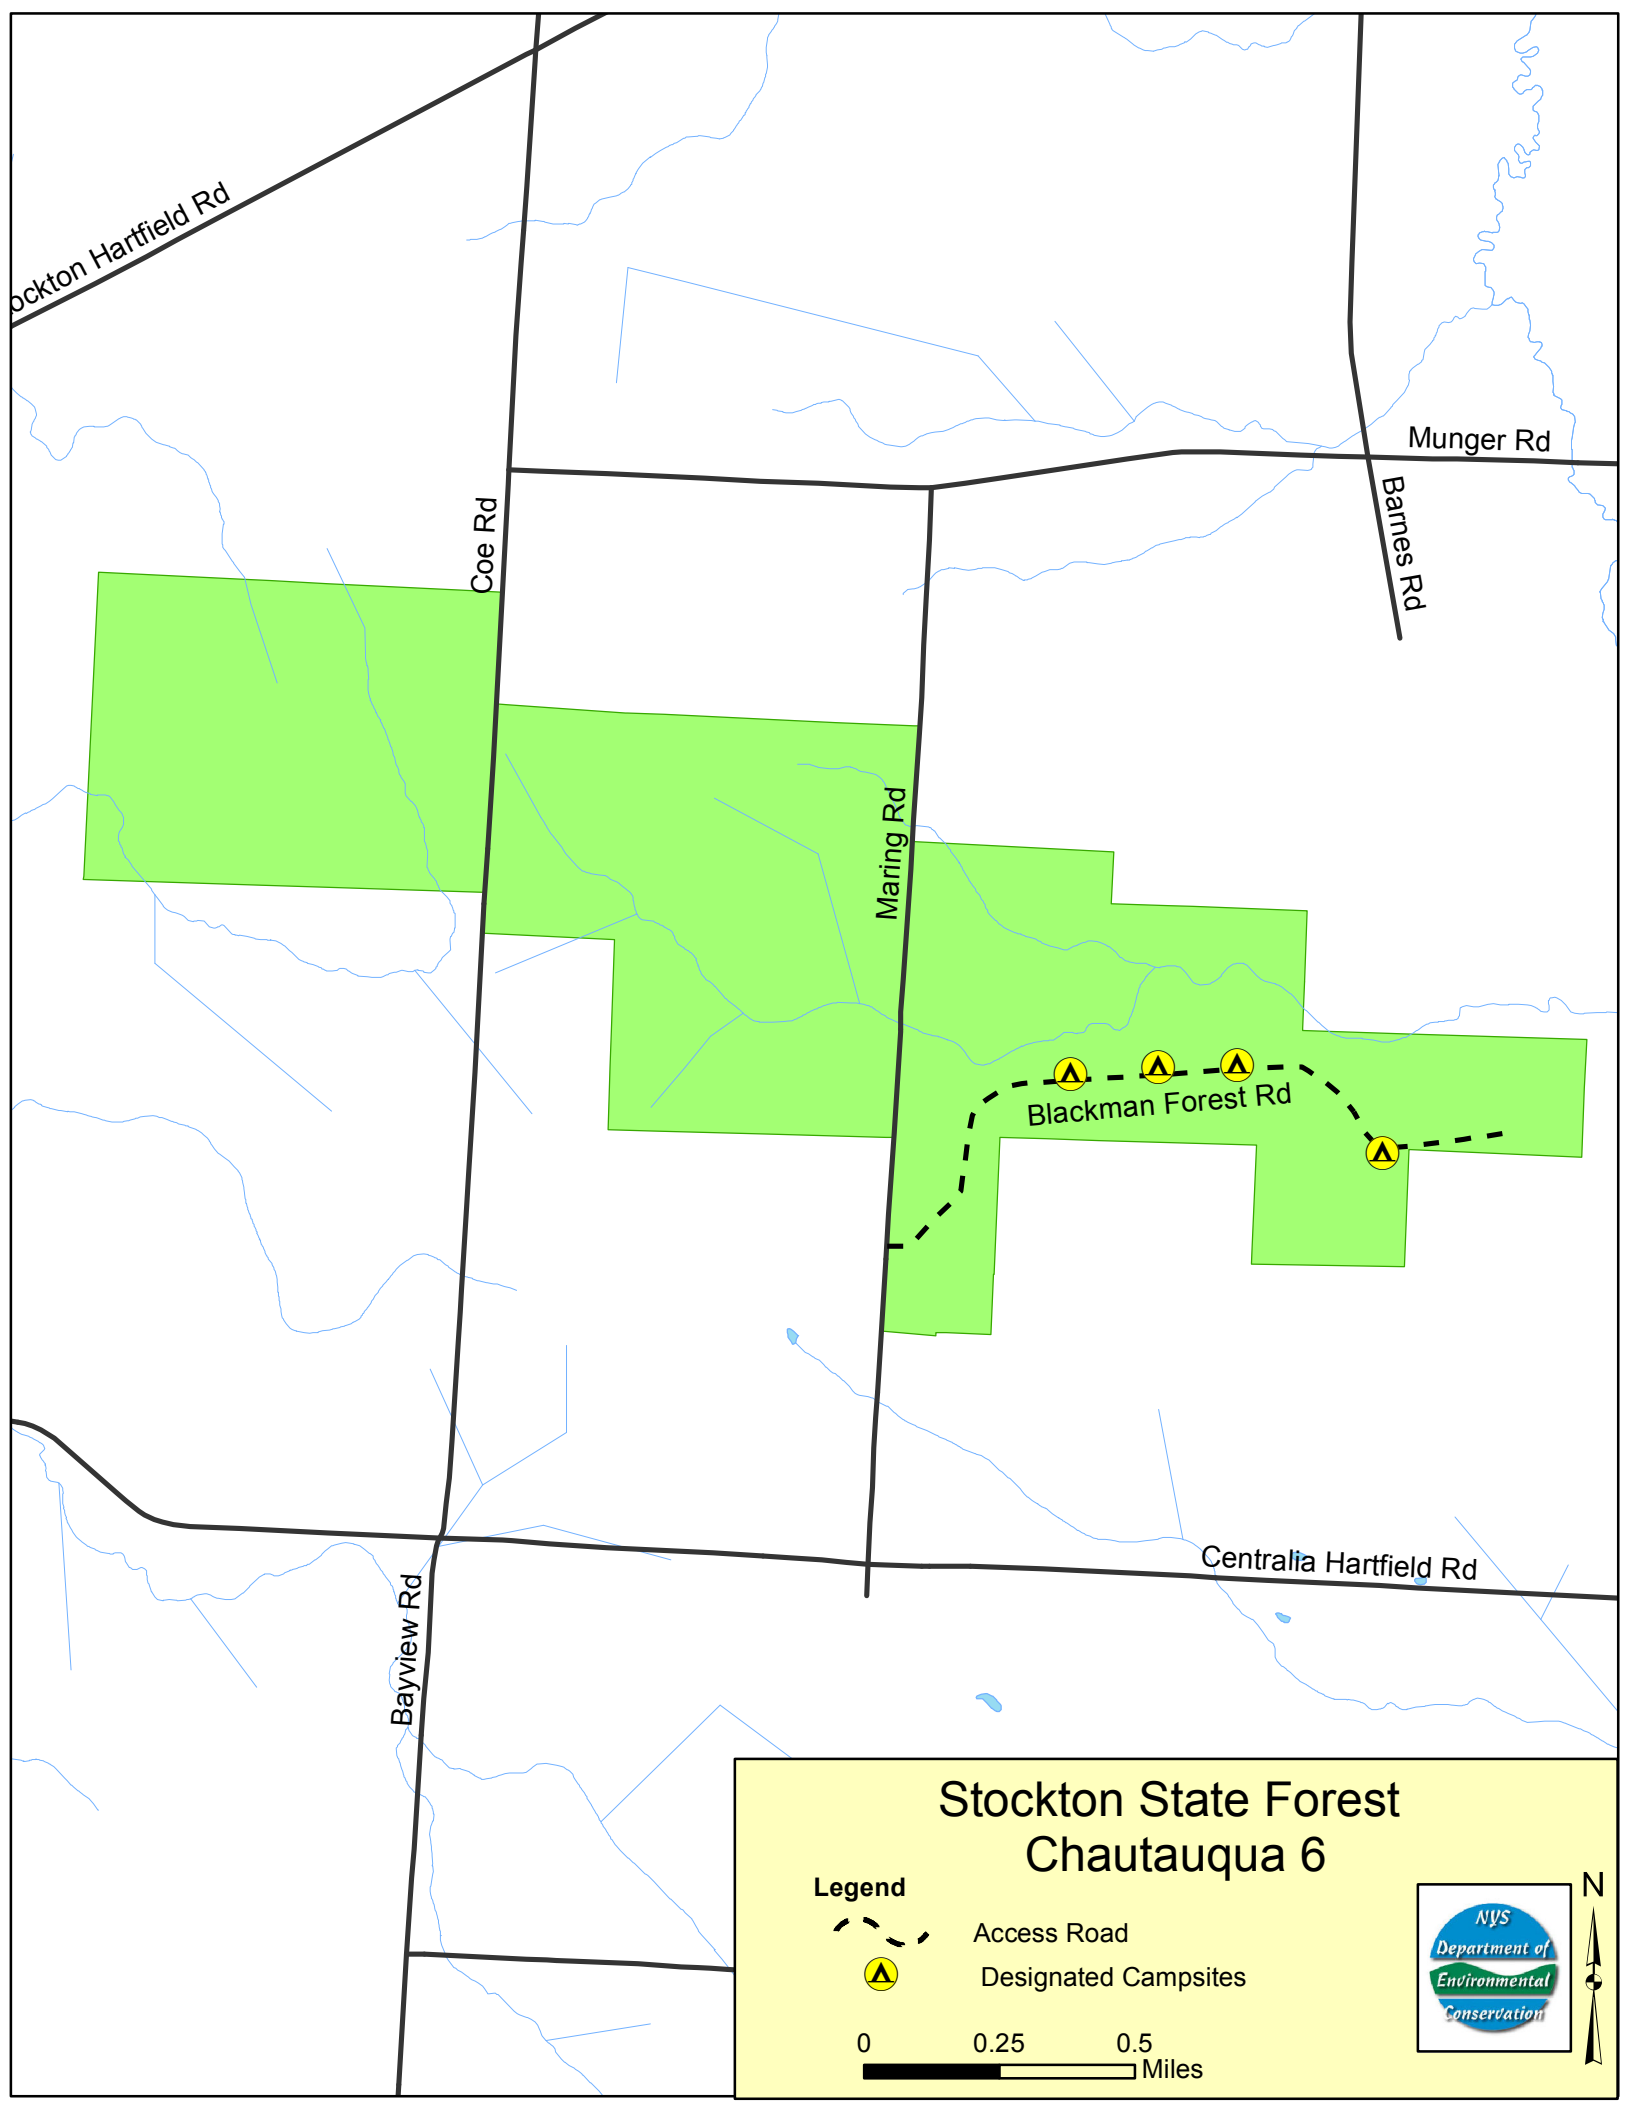 ockton Hartfield Rd
Munger Rd
Coe Rd
Barnes Rd
Maring Rd
Blackman Forest Rd
Centralia Hartfield Rd
Bayview Rd
Stockton State Forest
Chautauqua 6
Legend
Access Road
Designated Campsites
0 0.25 0.5
Miles
NYS
Department of
Environmental
Conservation
N